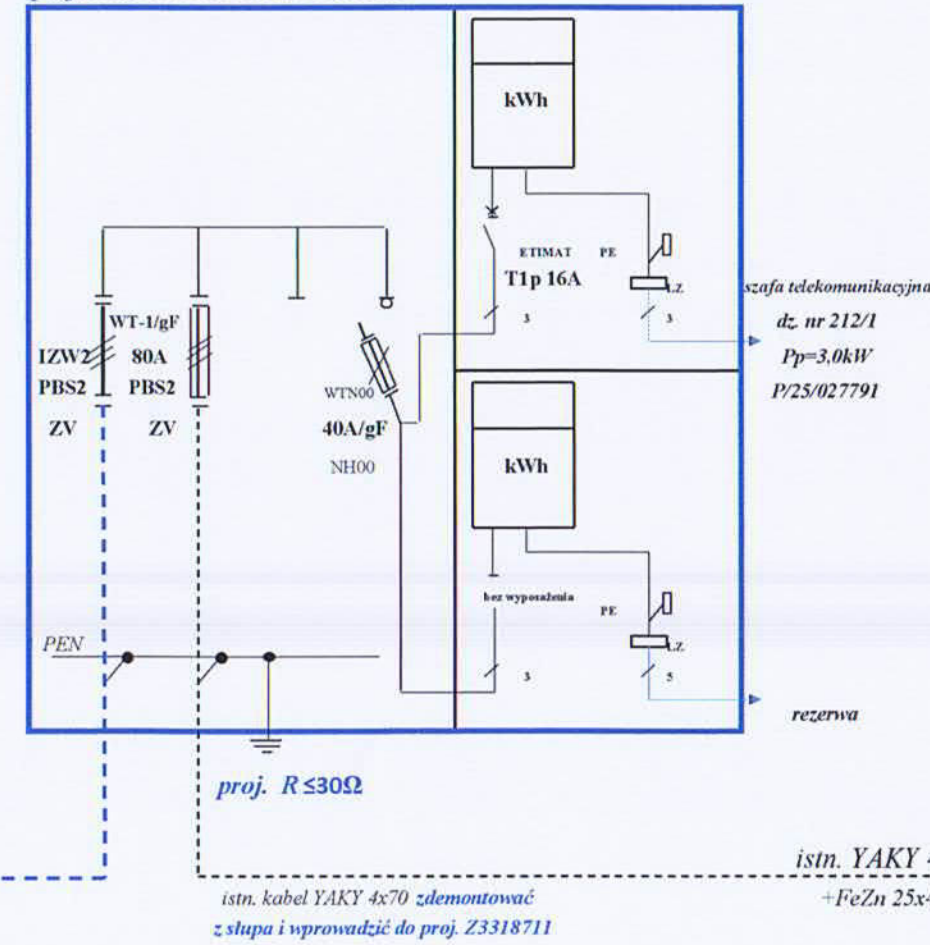 kWh
ETIMAT PE
T1p 16A
LZ
3
3
szafa telekomunikacyjna
dz. nr 212/1
Pp=3,0kW
P/25/027791
WT-1/gF
IZW2 80A
PBS2 PBS2
ZV ZV
WTN00
40A/gF
NH00
kWh
bez wyposażenia
PE
LZ
3
5
PEN
rezerwa
proj. R≤30Ω
istn. YAKY
istn. kabel YAKY 4x70 zdemontować
+FeZn
z słupa i wprowadzić do proj. Z3318711